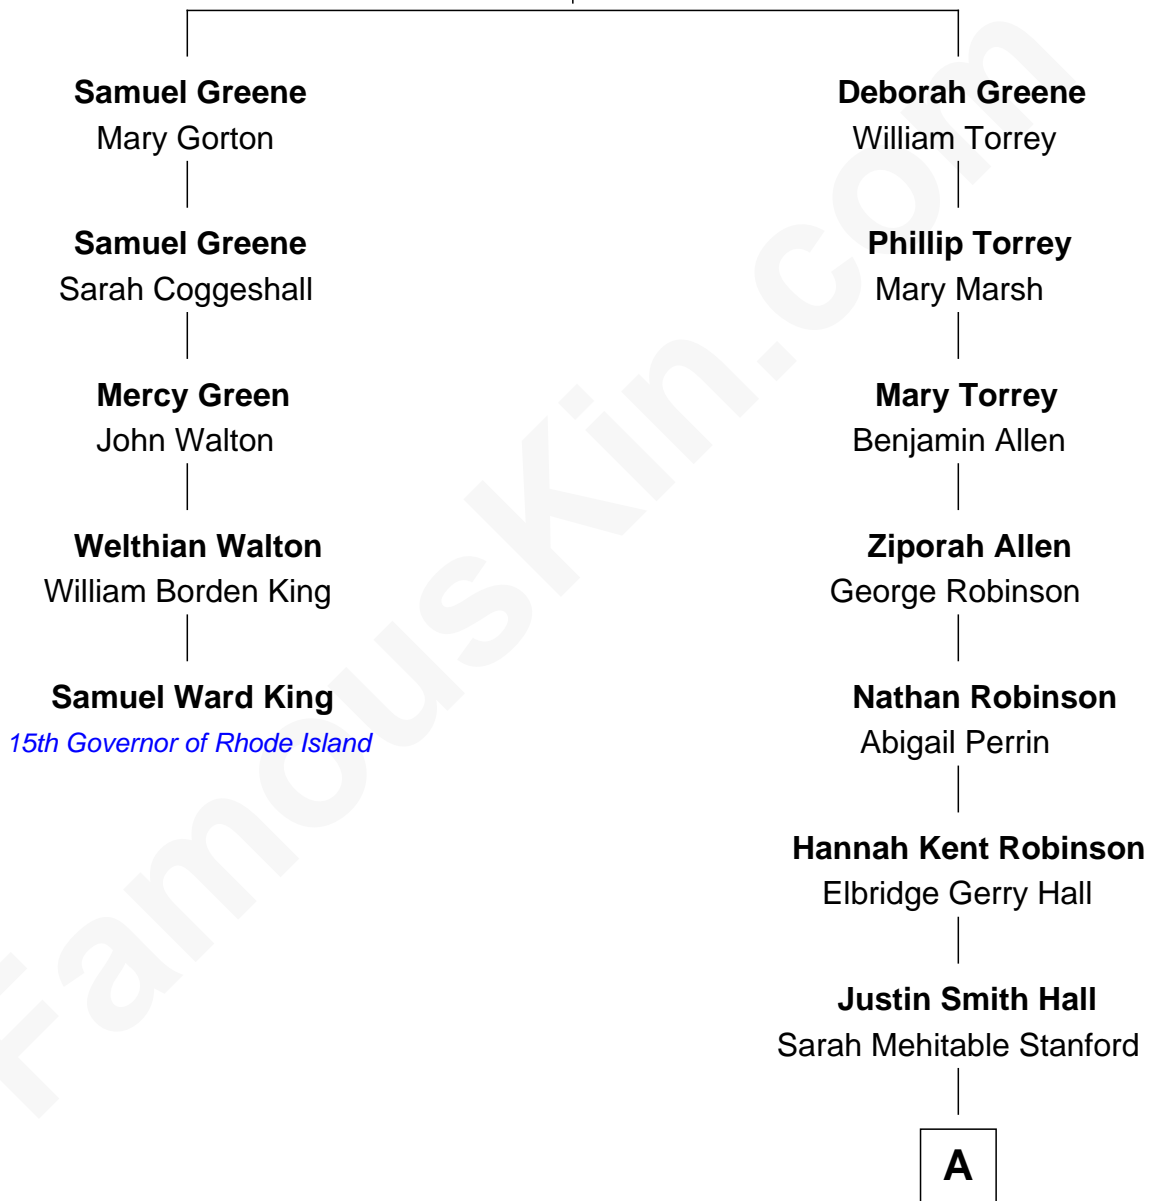 Samuel Greene
Mary Gorton
Samuel Greene
Sarah Coggeshall
Mercy Green
John Walton
Welthian Walton
William Borden King
Samuel Ward King
15th Governor of Rhode Island
Deborah Greene
William Torrey
Phillip Torrey
Mary Marsh
Mary Torrey
Benjamin Allen
Ziporah Allen
George Robinson
Nathan Robinson
Abigail Perrin
Hannah Kent Robinson
Elbridge Gerry Hall
Justin Smith Hall
Sarah Mehitable Stanford
A
FamousKin.com